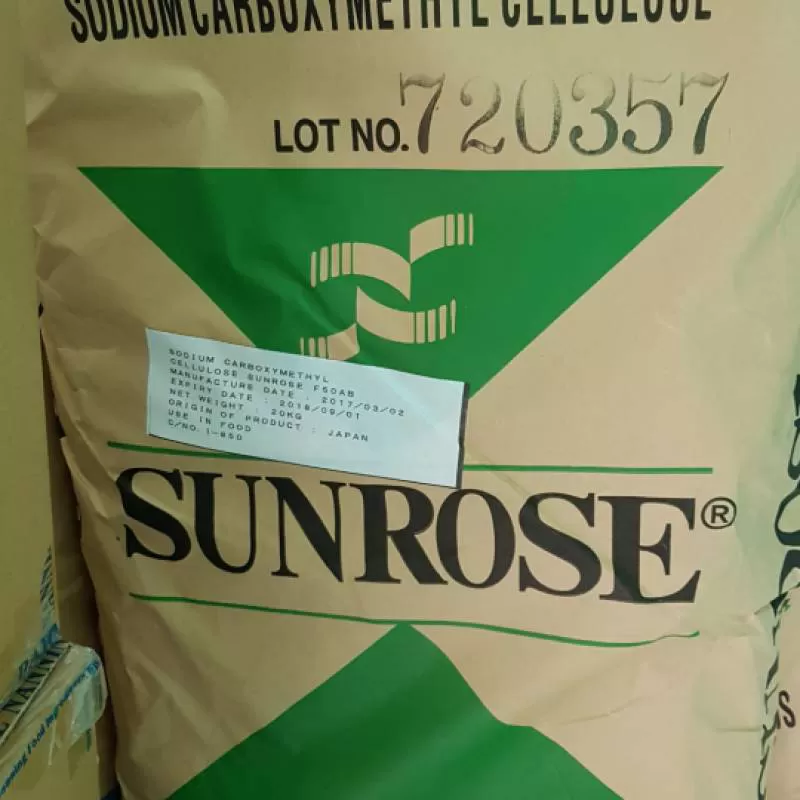 SODIUM CARBOXYMETHYL CELLULOSE
LOT NO. 720357
SODIUM CARBOXYMETHYL
CELLULOSE SUNROSE F50AB
MANUFACTURE DATE : 2017/03/02
EXPIRY DATE : 2018/09/01
NET WEIGHT : 20KG
ORIGIN OF PRODUCT : JAPAN
USE IN FOOD
C/NO. 1-850
SUNROSE®